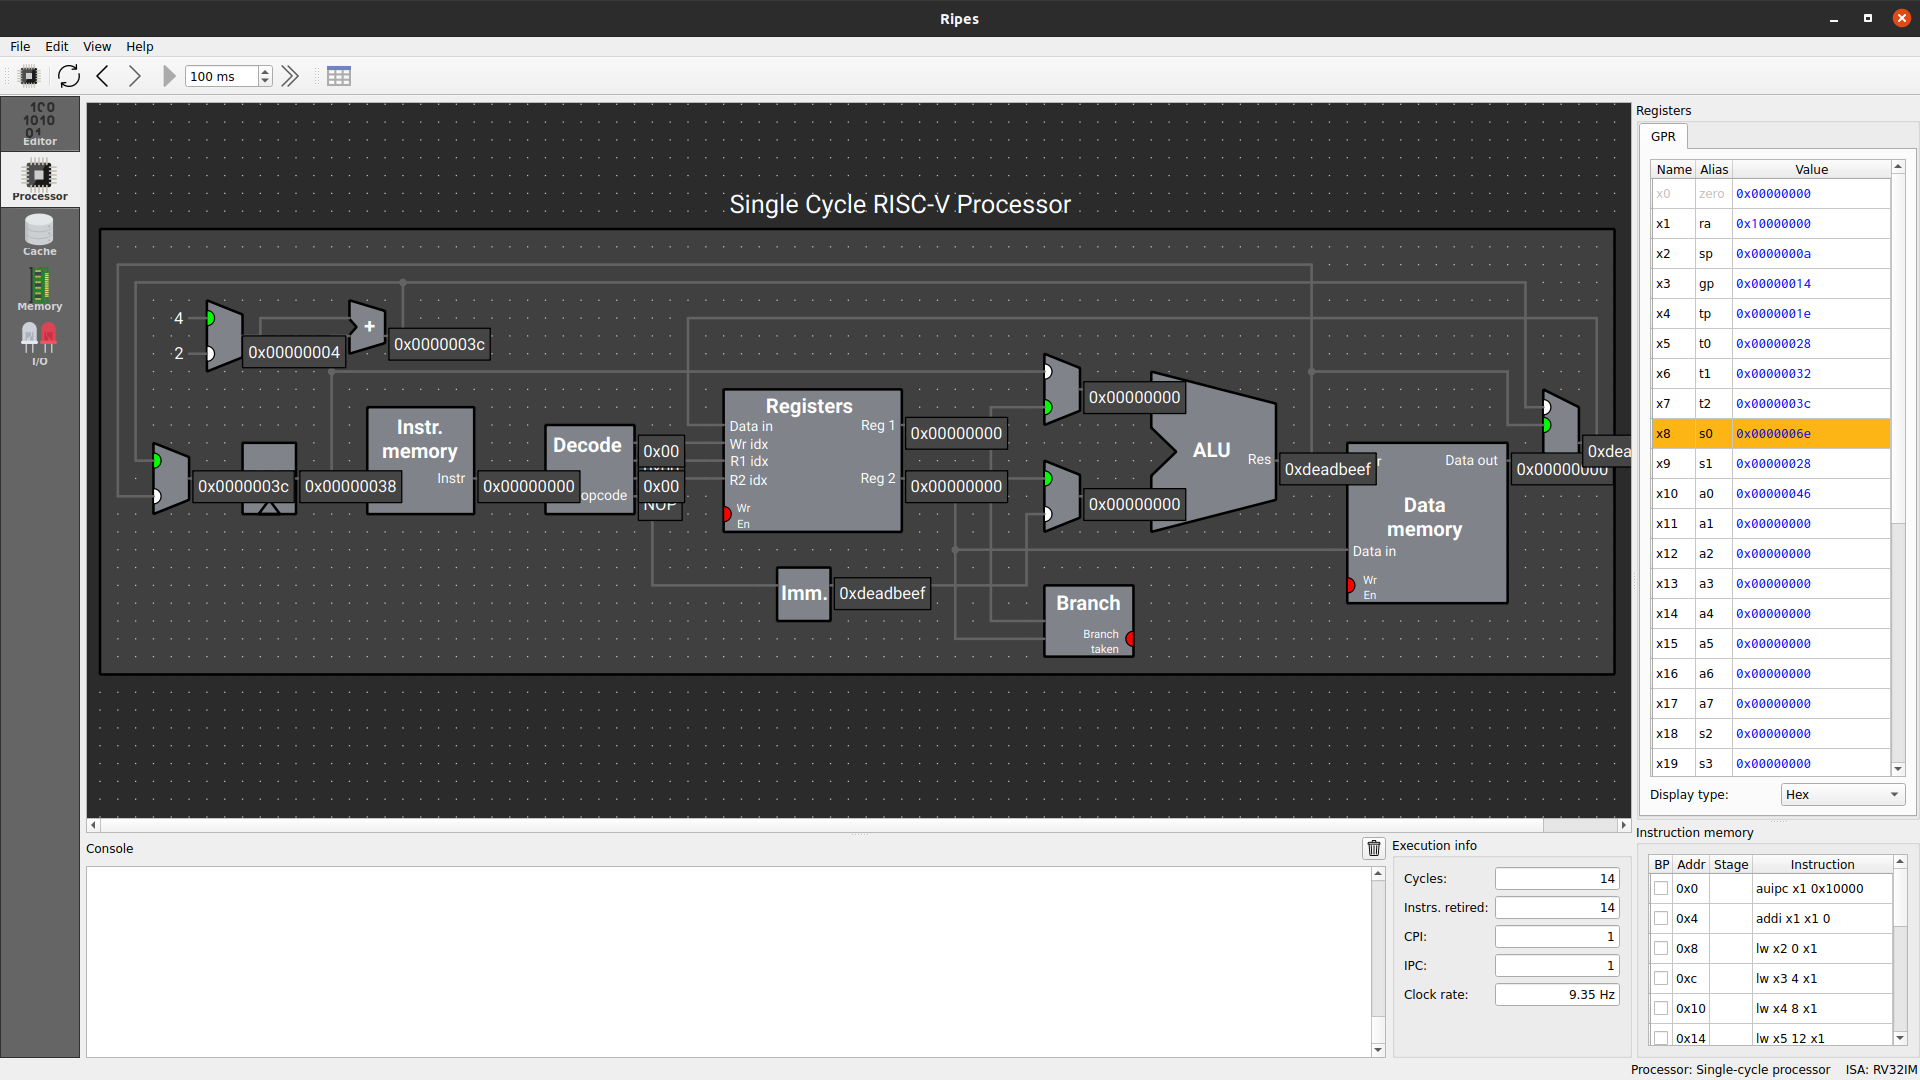 Ripes
File Edit View Help
100 ms
Editor
Processor
Cache
Memory
I/O
Single Cycle RISC-V Processor
4
2
0x00000004
+
0x0000003c
0x0000003c
0x00000038
Instr.
memory
Instr
0x00000000
Decode
opcode
0x00
0x00
NOP
Registers
Data in
Wr idx
R1 idx
R2 idx
Wr
En
Reg 1
Reg 2
0x00000000
0x00000000
Imm.
0xdeadbeef
0x00000000
0x00000000
ALU
Res
0xdeadbeef
r
Branch
Branch
taken
Data out
Data
memory
Data in
Wr
En
0x00000000
0xdea
Registers
GPR
Name Alias Value
x0 zero 0x00000000
x1 ra 0x10000000
x2 sp 0x0000000a
x3 gp 0x00000014
x4 tp 0x0000001e
x5 t0 0x00000028
x6 t1 0x00000032
x7 t2 0x0000003c
x8 s0 0x0000006e
x9 s1 0x00000028
x10 a0 0x00000046
x11 a1 0x00000000
x12 a2 0x00000000
x13 a3 0x00000000
x14 a4 0x00000000
x15 a5 0x00000000
x16 a6 0x00000000
x17 a7 0x00000000
x18 s2 0x00000000
x19 s3 0x00000000
Display type: Hex
Console
Execution info
Cycles: 14
Instrs. retired: 14
CPI: 1
IPC: 1
Clock rate: 9.35 Hz
Instruction memory
BP Addr Stage Instruction
0x0 auipc x1 0x10000
0x4 addi x1 x1 0
0x8 lw x2 0 x1
0xc lw x3 4 x1
0x10 lw x4 8 x1
0x14 lw x5 12 x1
Processor: Single-cycle processor ISA: RV32IM